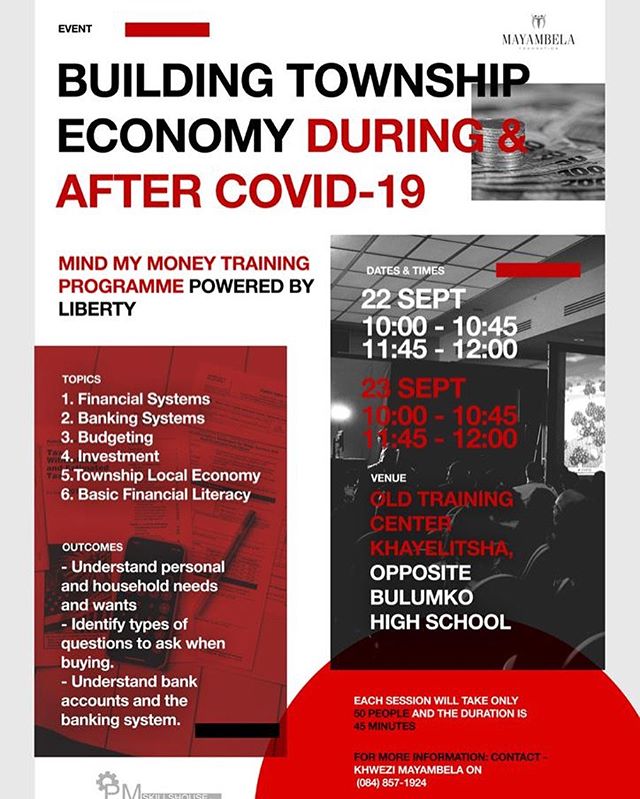 EVENT
MAYAMBELA
FOUNDATION
BUILDING TOWNSHIP
ECONOMY DURING &
AFTER COVID-19
MIND MY MONEY TRAINING
PROGRAMME POWERED BY
LIBERTY
TOPICS
1. Financial Systems
2. Banking Systems
3. Budgeting
4. Investment
5.Township Local Economy
6. Basic Financial Literacy
OUTCOMES
- Understand personal
and household needs
and wants
- Identify types of
questions to ask when
buying.
- Understand bank
accounts and the
banking system.
DATES & TIMES
22 SEPT
10:00 - 10:45
11:45 - 12:00
23 SEPT
10:00 - 10:45
11:45 - 12:00
VENUE
OLD TRAINING
CENTER
KHAYELITSHA,
OPPOSITE
BULUMKO
HIGH SCHOOL
EACH SESSION WILL TAKE ONLY
50 PEOPLE AND THE DURATION IS
45 MINUTES
FOR MORE INFORMATION: CONTACT -
KHWEZI MAYAMBELA ON
(084) 857-1924
PM SKILLSHOUSE